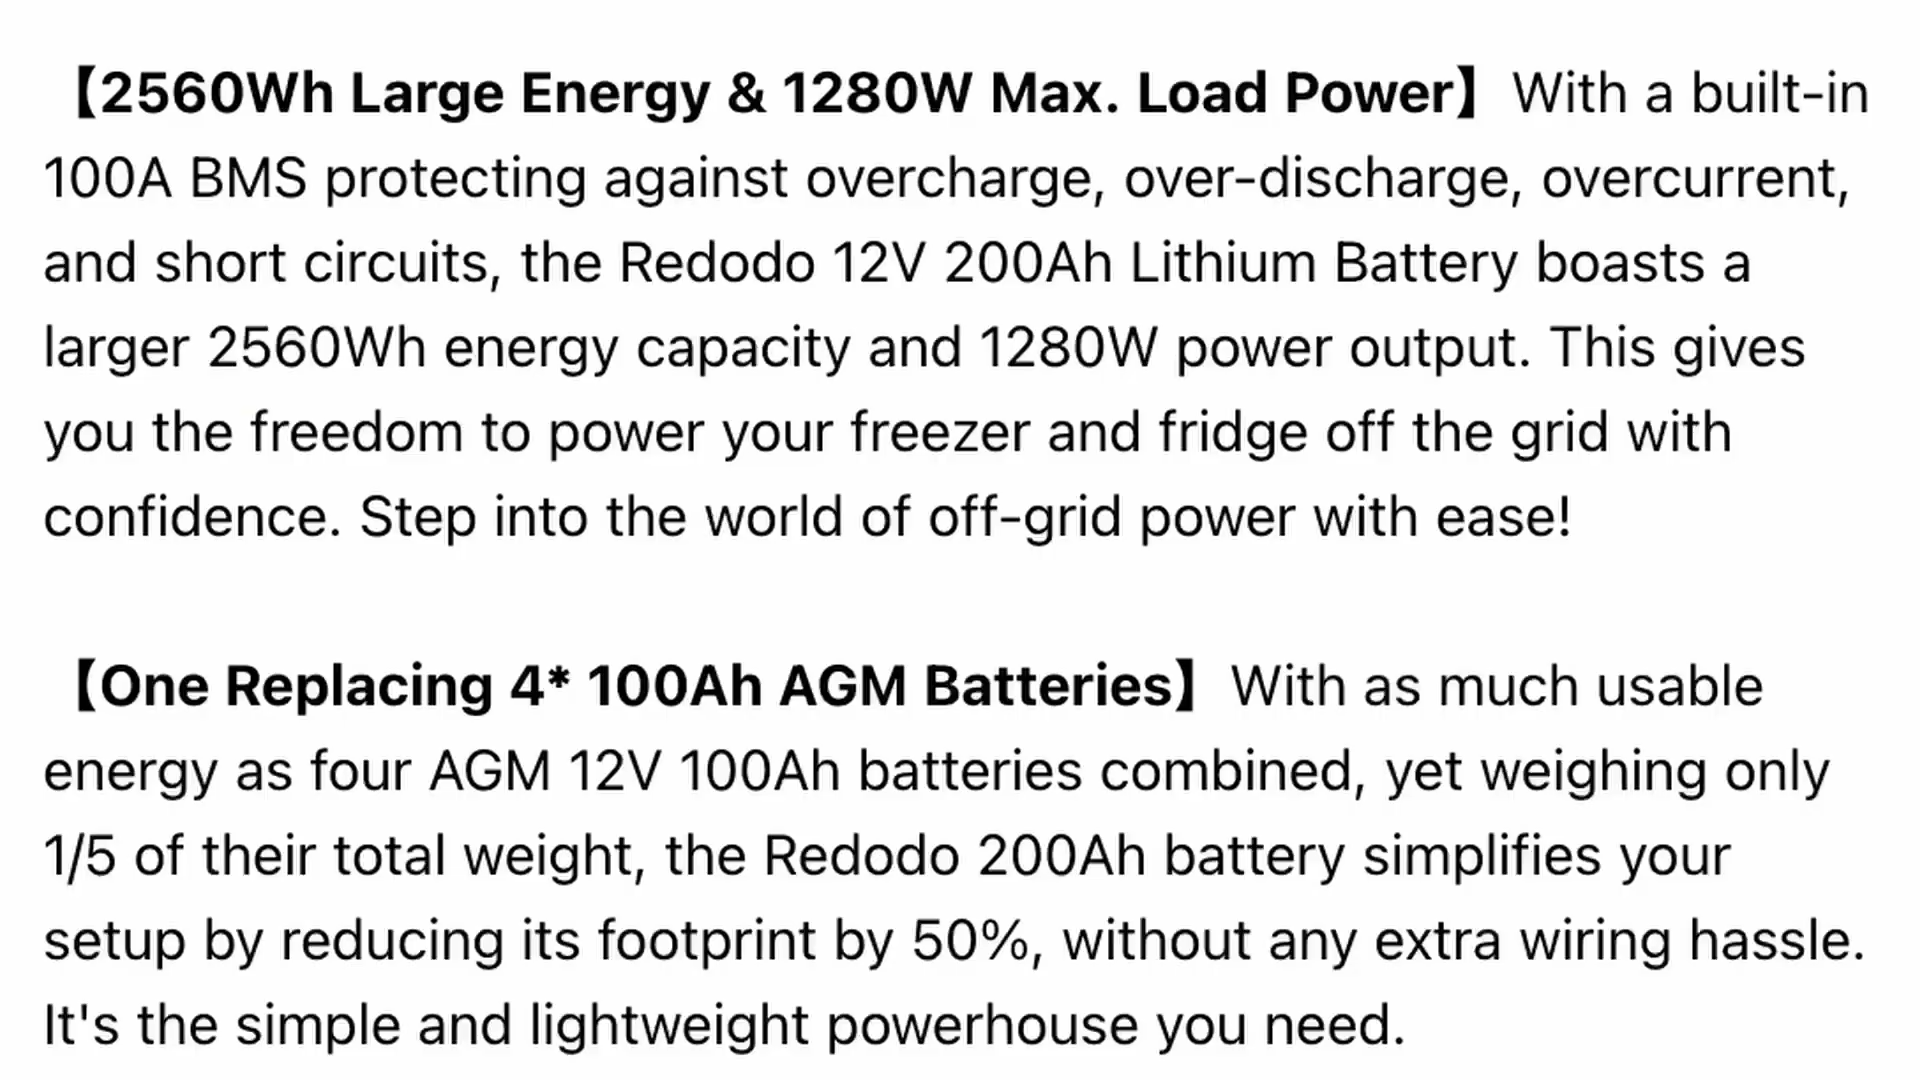 【2560Wh Large Energy & 1280W Max. Load Power】With a built-in
100A BMS protecting against overcharge, over-discharge, overcurrent,
and short circuits, the Redodo 12V 200Ah Lithium Battery boasts a
larger 2560Wh energy capacity and 1280W power output. This gives
you the freedom to power your freezer and fridge off the grid with
confidence. Step into the world of off-grid power with ease!
【One Replacing 4* 100Ah AGM Batteries】With as much usable
energy as four AGM 12V 100Ah batteries combined, yet weighing only
1/5 of their total weight, the Redodo 200Ah battery simplifies your
setup by reducing its footprint by 50%, without any extra wiring hassle.
It's the simple and lightweight powerhouse you need.